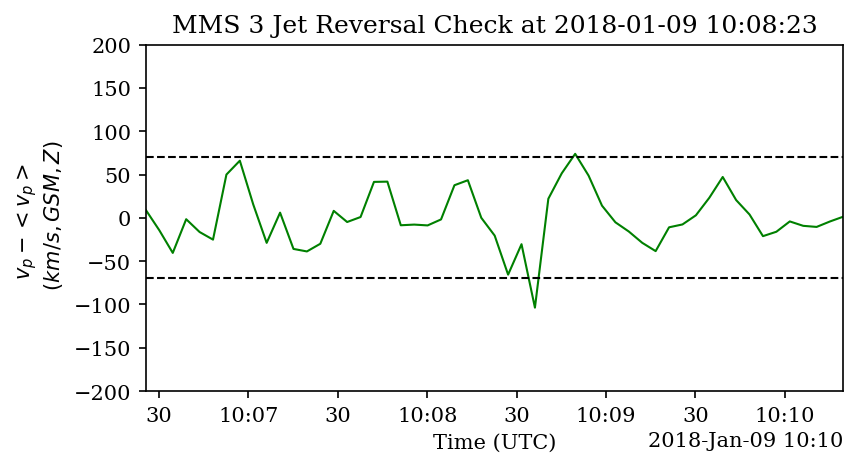 MMS 3 Jet Reversal Check at 2018-01-09 10:08:23
200
150
100
50
0
−50
−100
−150
−200
v_p − < v_p >
(km/s, GSM, Z)
30 10:07 30 10:08 30 10:09 30 10:10
Time (UTC)
2018-Jan-09 10:10